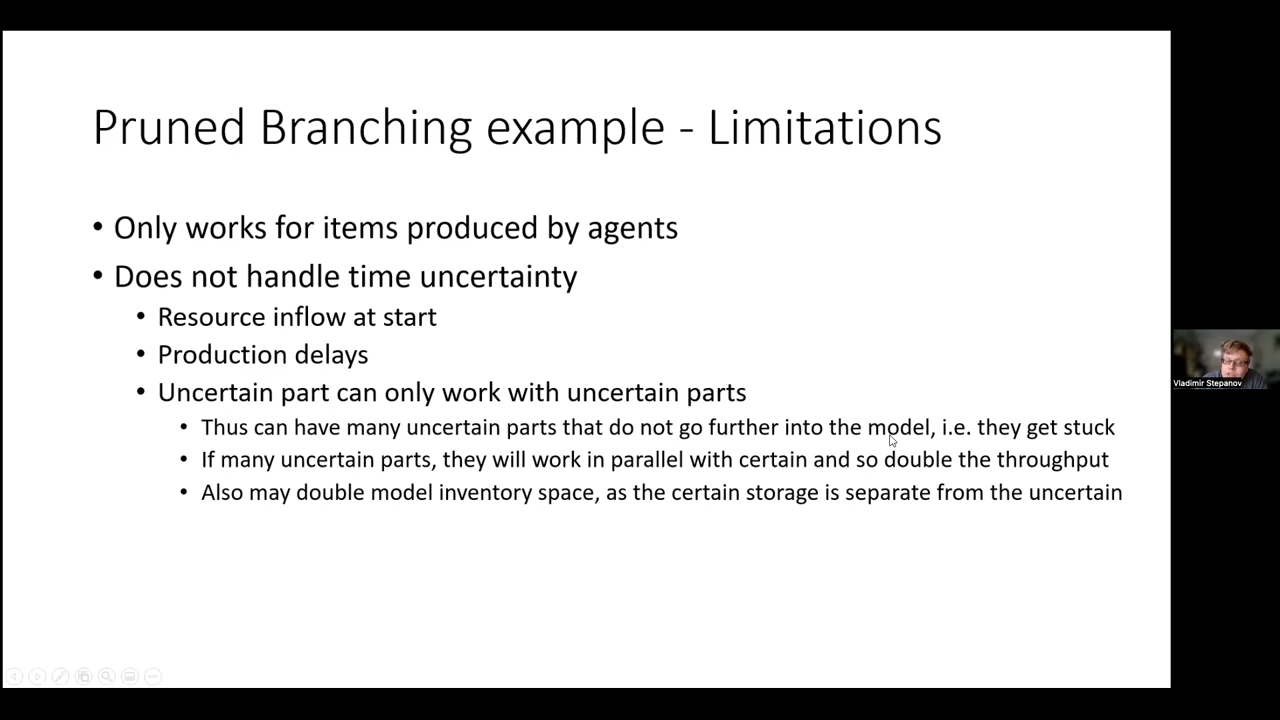 Pruned Branching example - Limitations
• Only works for items produced by agents
• Does not handle time uncertainty
• Resource inflow at start
• Production delays
• Uncertain part can only work with uncertain parts
• Thus can have many uncertain parts that do not go further into the model, i.e. they get stuck
• If many uncertain parts, they will work in parallel with certain and so double the throughput
• Also may double model inventory space, as the certain storage is separate from the uncertain
Vladimir Stepanov